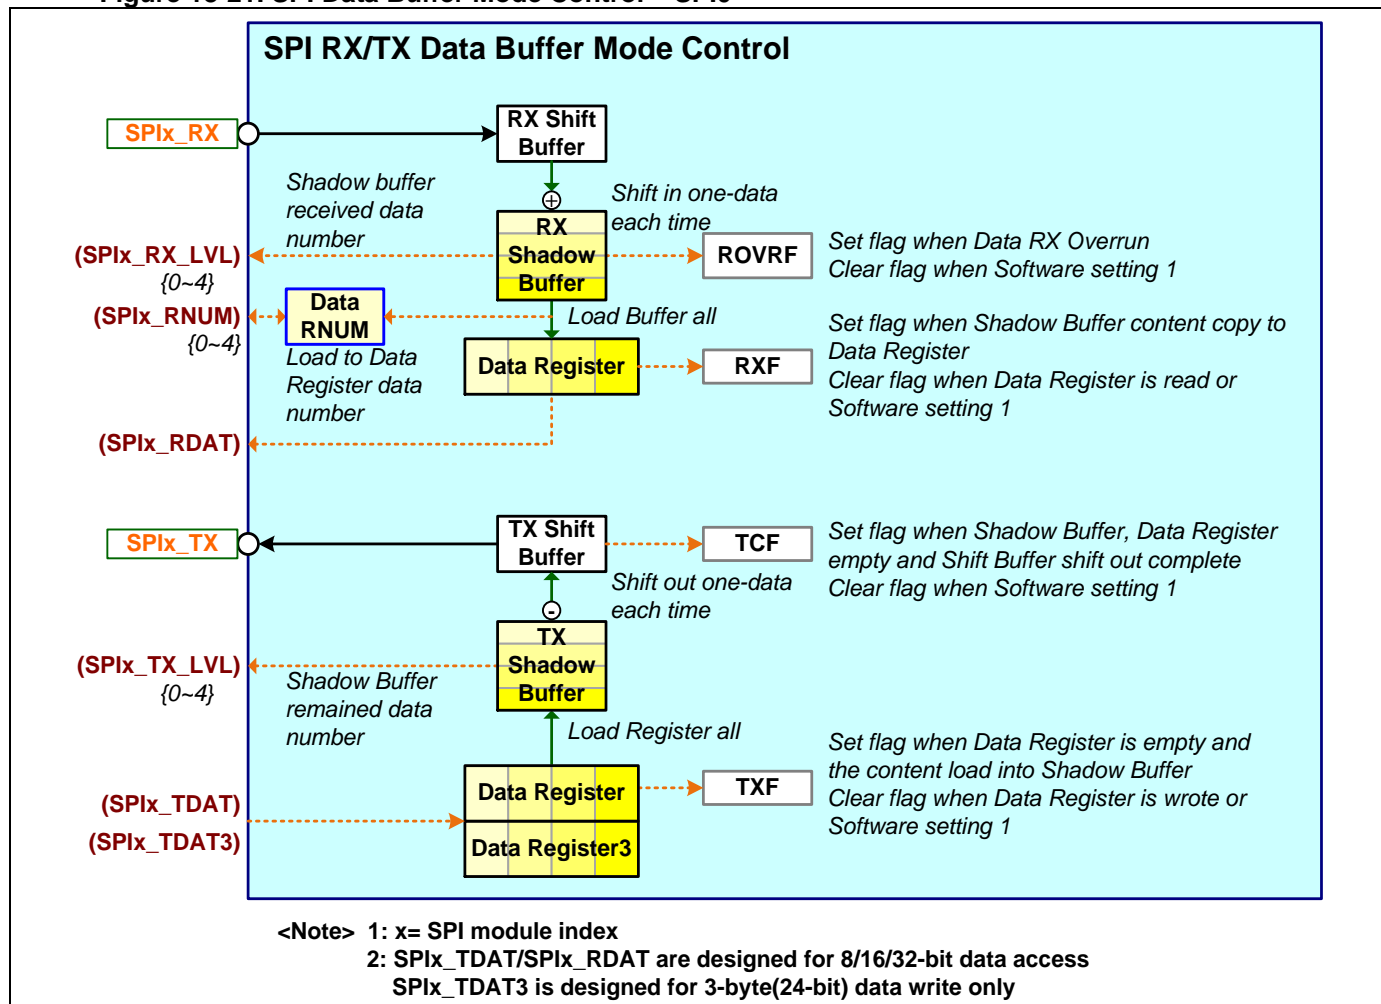 SPI RX/TX Data Buffer Mode Control
SPIx_RX
RX Shift
Buffer
Shadow buffer
received data
number
+
Shift in one-data
each time
RX
Shadow
Buffer
(SPIx_RX_LVL)
{0~4}
ROVRF
Set flag when Data RX Overrun
Clear flag when Software setting 1
(SPIx_RNUM)
{0~4}
Data
RNUM
Load Buffer all
Load to Data
Register data
number
Data Register
RXF
Set flag when Shadow Buffer content copy to
Data Register
Clear flag when Data Register is read or
Software setting 1
(SPIx_RDAT)
SPIx_TX
TX Shift
Buffer
TCF
Set flag when Shadow Buffer, Data Register
empty and Shift Buffer shift out complete
Clear flag when Software setting 1
Shift out one-data
each time
-
TX
Shadow
Buffer
(SPIx_TX_LVL)
{0~4}
Shadow Buffer
remained data
number
Load Register all
Data Register
TXF
Set flag when Data Register is empty and
the content load into Shadow Buffer
Clear flag when Data Register is wrote or
Software setting 1
(SPIx_TDAT)
(SPIx_TDAT3)
Data Register3
<Note> 1: x= SPI module index
2: SPIx_TDAT/SPIx_RDAT are designed for 8/16/32-bit data access
SPIx_TDAT3 is designed for 3-byte(24-bit) data write only